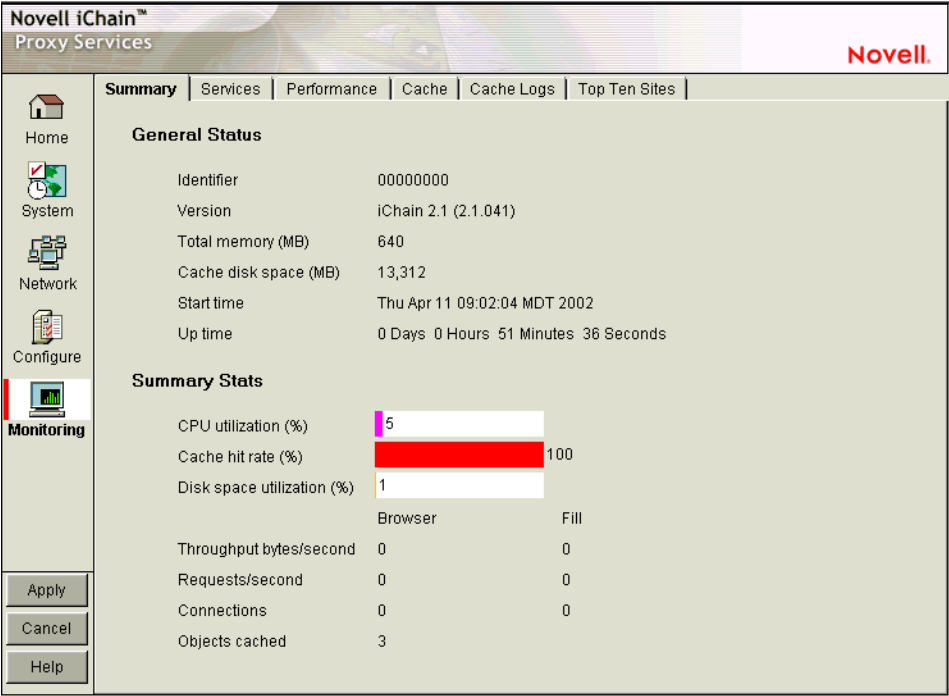 Novell iChain™
Proxy Services
Novell.
Summary Services Performance Cache Cache Logs Top Ten Sites
Home
System
Network
Configure
Monitoring
General Status
Identifier 00000000
Version iChain 2.1 (2.1.041)
Total memory (MB) 640
Cache disk space (MB) 13,312
Start time Thu Apr 11 09:02:04 MDT 2002
Up time 0 Days 0 Hours 51 Minutes 36 Seconds
Summary Stats
CPU utilization (%) 5
Cache hit rate (%) 100
Disk space utilization (%) 1
Browser Fill
Throughput bytes/second 0 0
Requests/second 0 0
Connections 0 0
Objects cached 3
Apply
Cancel
Help